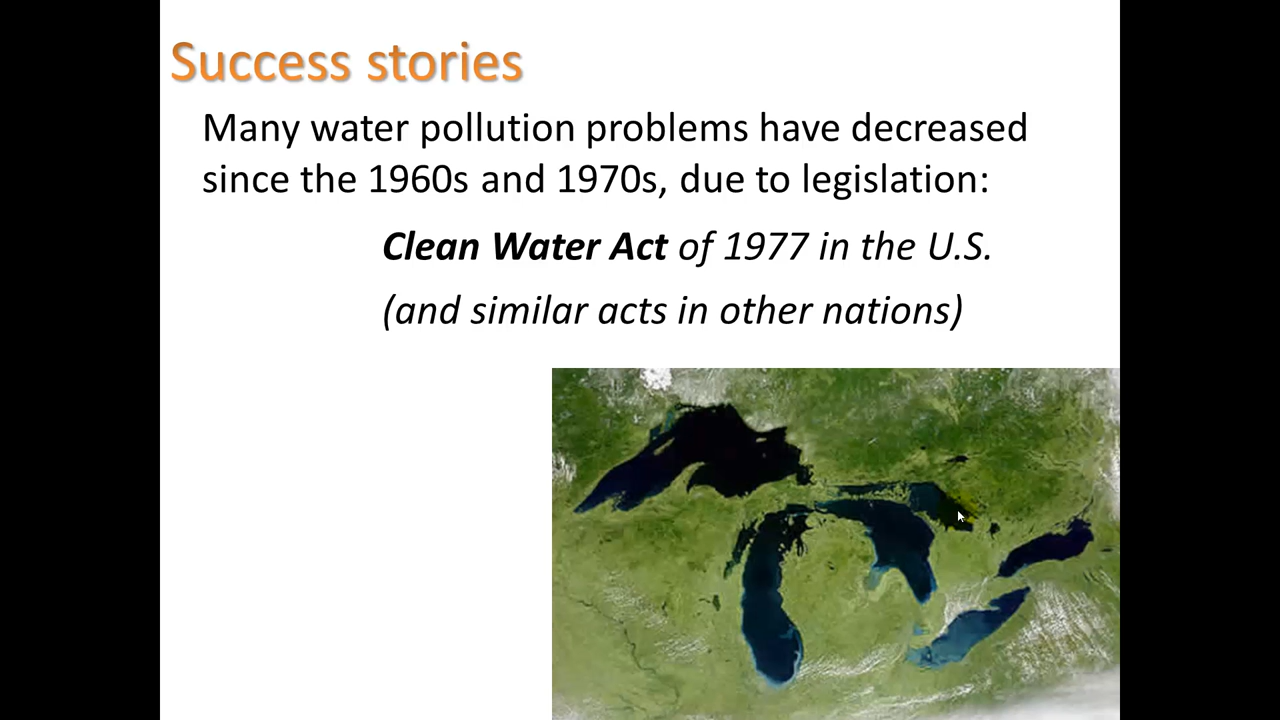 Success stories
Many water pollution problems have decreased
since the 1960s and 1970s, due to legislation:
Clean Water Act of 1977 in the U.S.
(and similar acts in other nations)